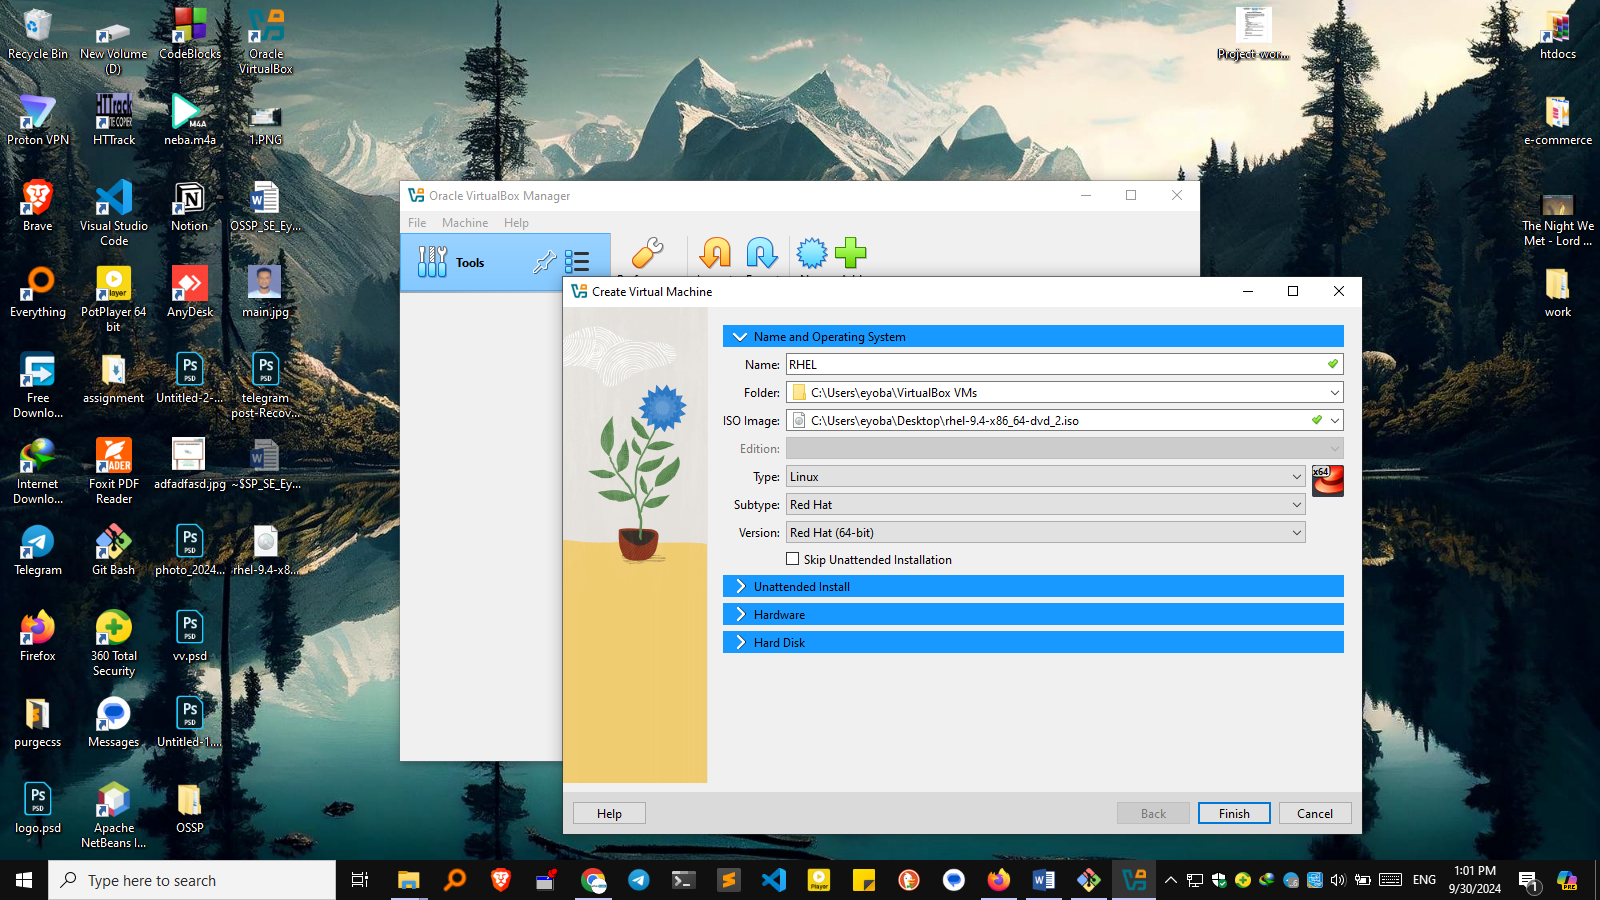 Recycle Bin
New Volume
(D)
CodeBlocks
Oracle
VirtualBox
Project-wor...
htdocs
Proton VPN
HTTrack
neba.m4a
1.PNG
e-commerce
Brave
Visual Studio
Code
Notion
OSSP_SE_Ey...
The Night We
Met - Lord ...
Everything
PotPlayer 64
bit
AnyDesk
main.jpg
work
Free
Downlo...
assignment
Untitled-2-...
telegram
post-Recov...
Internet
Downlo...
Foxit PDF
Reader
adfadfasd.jpg
~$SP_SE_Ey...
Telegram
Git Bash
photo_2024...
rhel-9.4-x8...
Firefox
360 Total
Security
vv.psd
purgecss
Messages
Untitled-1....
logo.psd
Apache
NetBeans I...
OSSP
Oracle VirtualBox Manager
File Machine Help
Tools
Create Virtual Machine
Name and Operating System
Name: RHEL
Folder: C:\Users\eyoba\VirtualBox VMs
ISO Image: C:\Users\eyoba\Desktop\rhel-9.4-x86_64-dvd_2.iso
Edition:
Type: Linux
x64
Subtype: Red Hat
Version: Red Hat (64-bit)
Skip Unattended Installation
Unattended Install
Hardware
Hard Disk
Help Back Finish Cancel
Type here to search
ENG
1:01 PM
9/30/2024
1